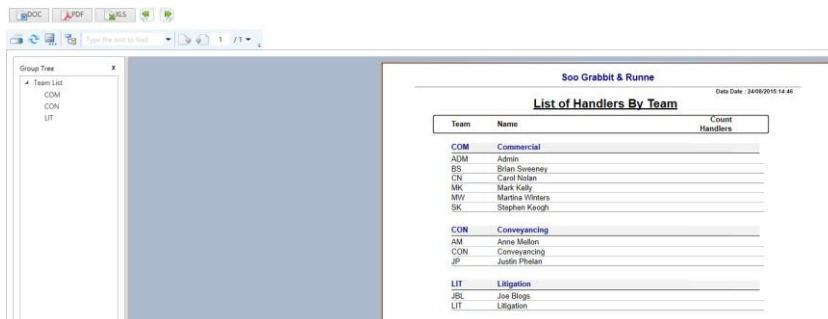 DOC PDF XLS
Type the text to find 1 /1
Group Tree x
Team List
COM
CON
LIT
Soo Grabbit & Runne
Data Date : 24/08/2015:14:46
List of Handlers By Team
Team Name Count Handlers
COM Commercial
ADM Admin
BS Brian Sweeney
CN Carol Nolan
MK Mark Kelly
MW Martina Winters
SK Stephen Keogh
CON Conveyancing
AM Anne Mellon
CON Conveyancing
JP Justin Phelan
LIT Litigation
JBL Joe Blogs
LIT Litigation